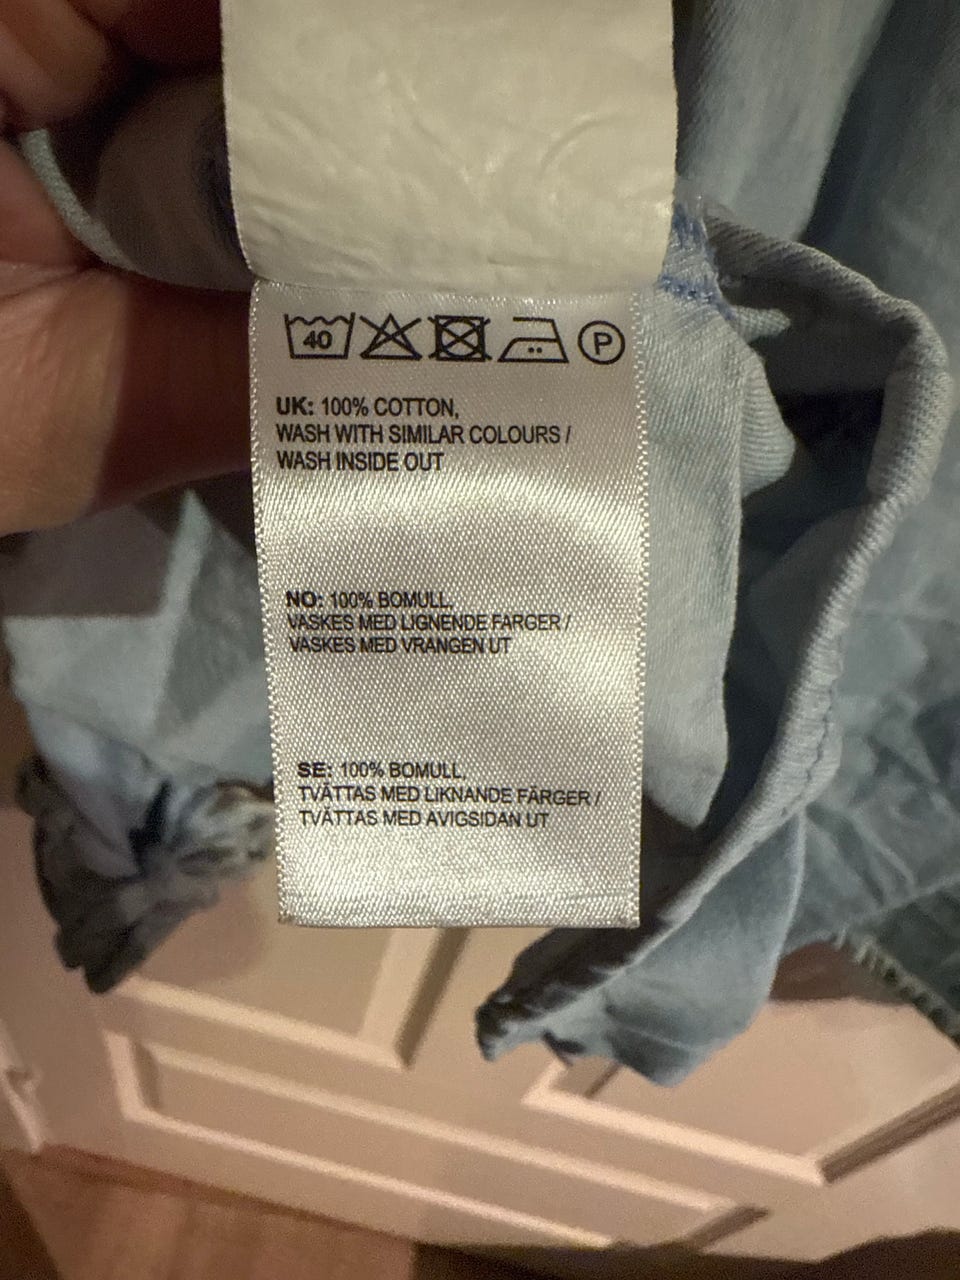 40 P
UK: 100% COTTON,
WASH WITH SIMILAR COLOURS /
WASH INSIDE OUT
NO: 100% BOMULL,
VASKES MED LIGNENDE FARGER /
VASKES MED VRANGEN UT
SE: 100% BOMULL,
TVÄTTAS MED LIKNANDE FÄRGER /
TVÄTTAS MED AVIGSIDAN UT